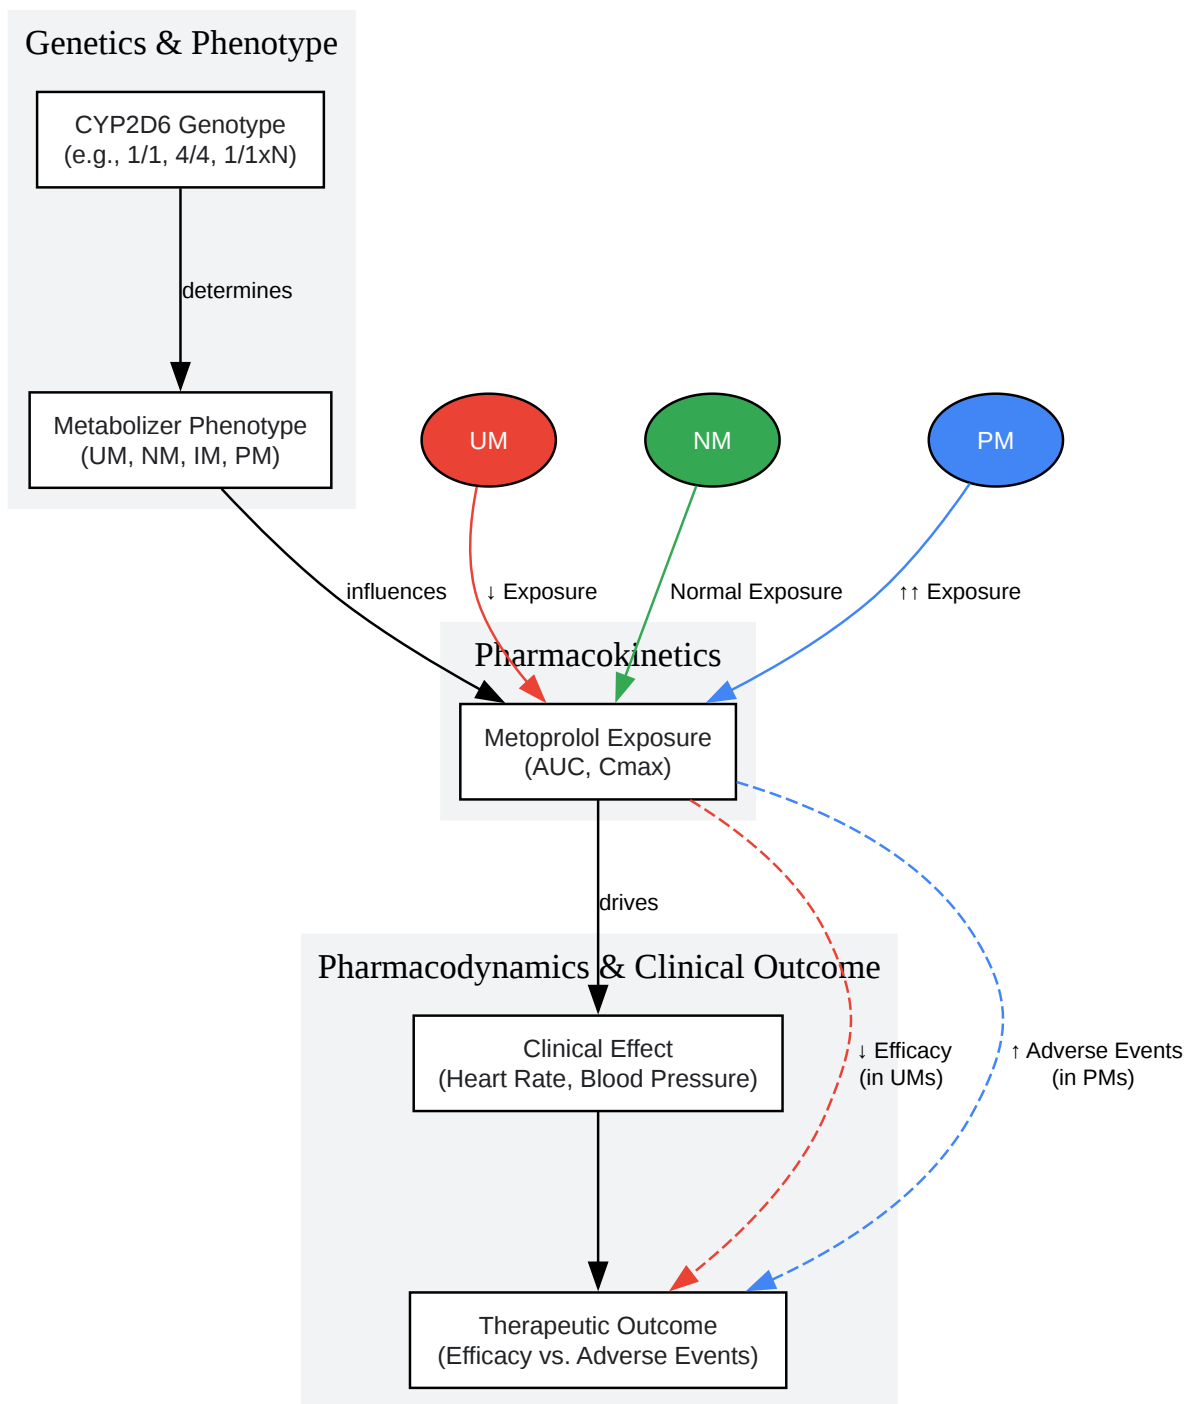 Genetics & Phenotype
CYP2D6 Genotype
(e.g., 1/1, 4/4, 1/1xN)
determines
Metabolizer Phenotype
(UM, NM, IM, PM)
UM
NM
PM
influences
↓ Exposure
Normal Exposure
↑↑ Exposure
Pharmacokinetics
Metoprolol Exposure
(AUC, Cmax)
drives
Pharmacodynamics & Clinical Outcome
Clinical Effect
(Heart Rate, Blood Pressure)
↓ Efficacy
(in UMs)
↑ Adverse Events
(in PMs)
Therapeutic Outcome
(Efficacy vs. Adverse Events)